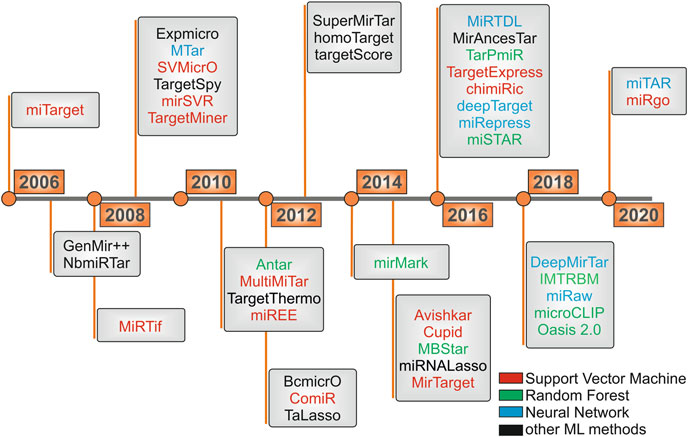 Expmicro
MTar
SVMicrO
TargetSpy
mirSVR
TargetMiner
SuperMirTar
homoTarget
targetScore
MiRTDL
MirAncesTar
TarPmiR
TargetExpress
chimiRic
deepTarget
miRepress
miSTAR
miTarget
miTAR
miRgo
2006
2008
2010
2012
2014
2016
2018
2020
GenMir++
NbmiRTar
MiRTif
Antar
MultiMiTar
TargetThermo
miREE
BcmicrO
ComiR
TaLasso
mirMark
Avishkar
Cupid
MBStar
miRNALasso
MirTarget
DeepMirTar
IMTRBM
miRaw
microCLIP
Oasis 2.0
Support Vector Machine
Random Forest
Neural Network
other ML methods